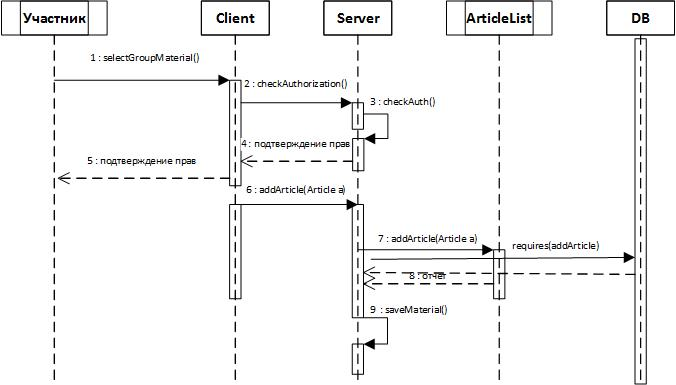 Участник Client Server ArticleList DB
1 : selectGroupMaterial()
2 : checkAuthorization()
3 : checkAuth()
4 : подтверждение прав
5 : подтверждение прав
6 : addArticle(Article a)
7 : addArticle(Article a)
requires(addArticle)
8 : отчет
9 : saveMaterial()